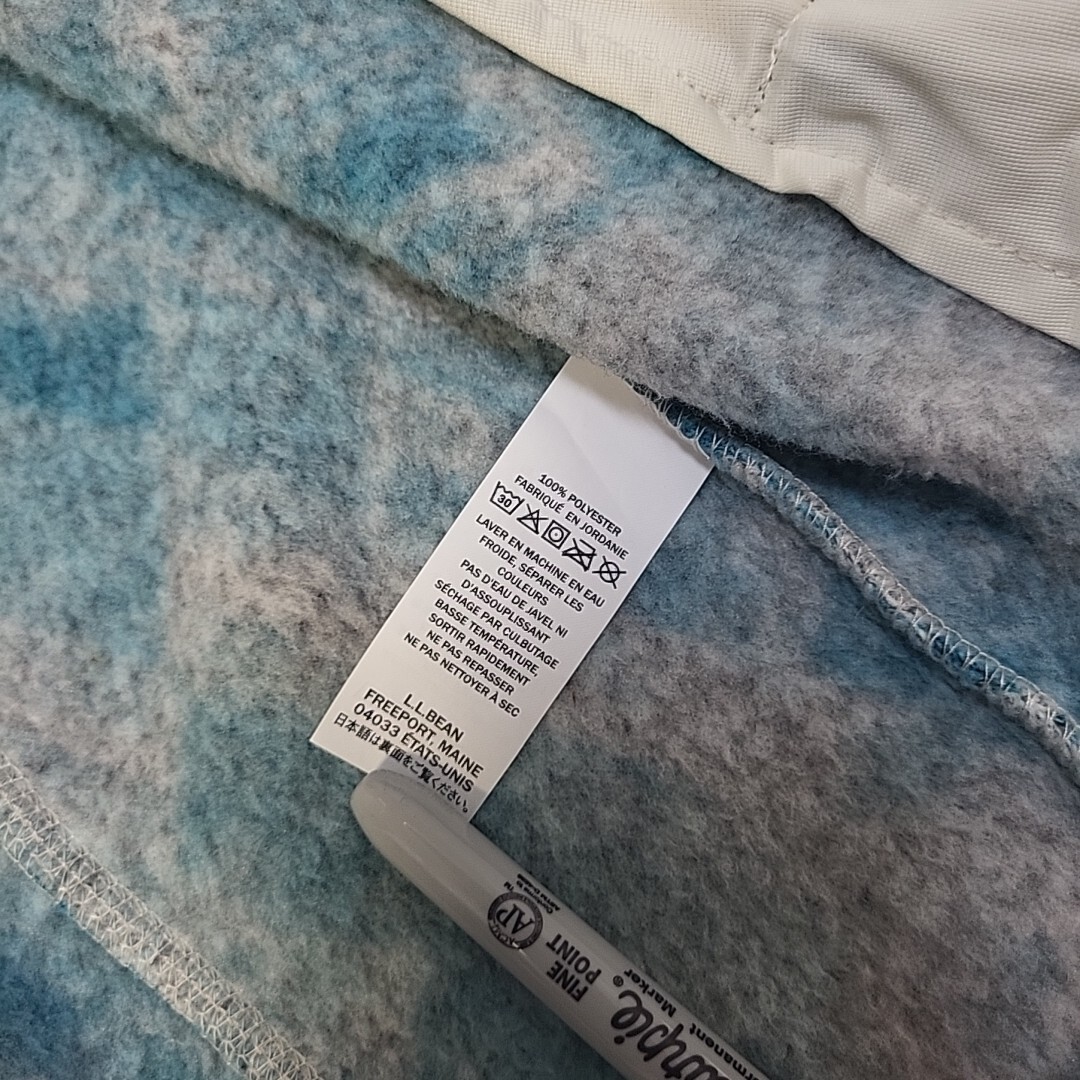 100% POLYESTER
FABRIQUÉ EN JORDANIE
30
LAVER EN MACHINE EN EAU
FROIDE, SÉPARER LES
COULEURS
PAS D'EAU DE JAVEL NI
D'ASSOUPLISSANT
SÉCHAGE PAR CULBUTAGE
BASSE TEMPÉRATURE,
SORTIR RAPIDEMENT
NE PAS REPASSER
NE PAS NETTOYER À SEC
L.L.BEAN
FREEPORT, MAINE
04033 ÉTATS-UNIS
日本語は裏面をご覧ください。
AP
FINE
POINT
Marker